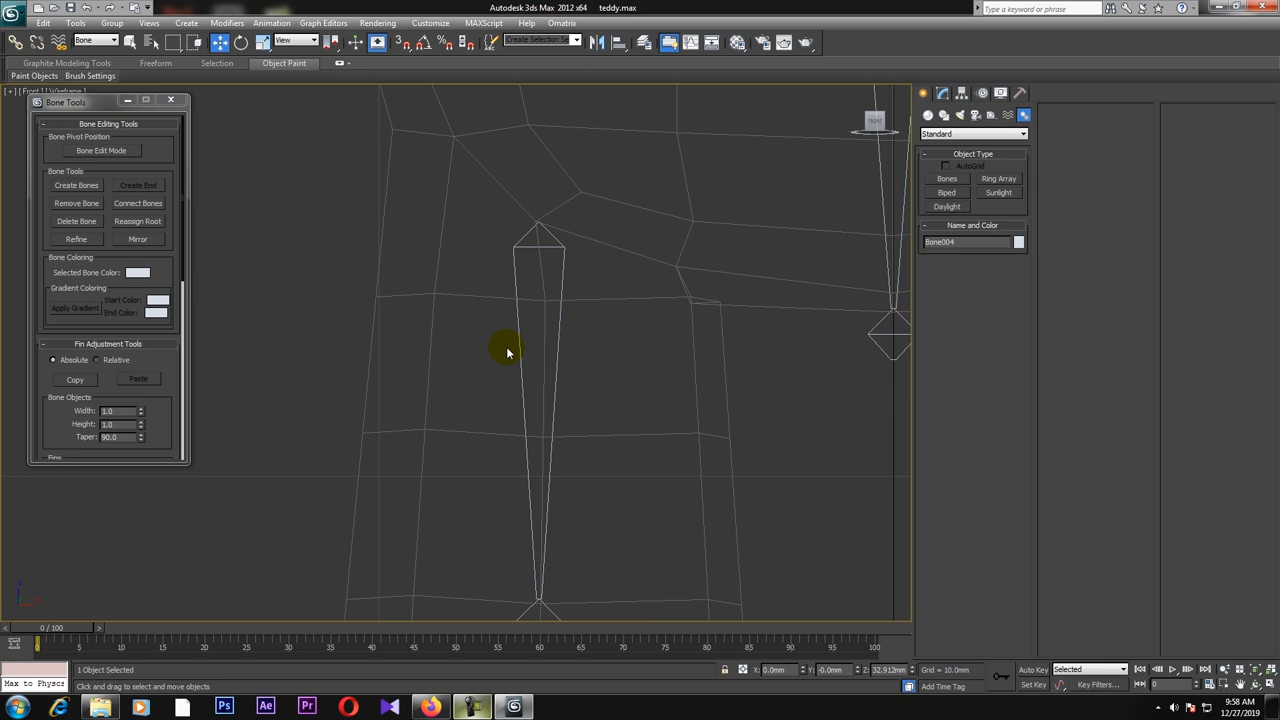 Autodesk 3ds Max 2012 x64 teddy.max
Type a keyword or phrase
Edit Tools Group Views Create Modifiers Animation Graph Editors Rendering Customize MAXScript Help Ornatrix
Bone View Create Selection Se
Graphite Modeling Tools Freeform Selection Object Paint
Paint Objects Brush Settings
[ + ] [ Front ] [ Wireframe ]
Bone Tools
Bone Editing Tools
Bone Pivot Position
Bone Edit Mode
Bone Tools
Create Bones Create End
Remove Bone Connect Bones
Delete Bone Reassign Root
Refine Mirror
Bone Coloring
Selected Bone Color:
Gradient Coloring
Apply Gradient Start Color:
End Color:
Fin Adjustment Tools
Absolute Relative
Copy Paste
Bone Objects
Width: 1.0
Height: 1.0
Taper: 90.0
Fins
FRONT
Standard
Object Type
AutoGrid
Bones Ring Array
Biped Sunlight
Daylight
Name and Color
Bone004
z
x
0 / 100
0 5 10 15 20 25 30 35 40 45 50 55 60 65 70 75 80 85 90 95 100
1 Object Selected X: 0.0mm Y: -0.0mm Z: 32.912mm Grid = 10.0mm Auto Key Selected
Max to Physcs Click and drag to select and move objects Add Time Tag Set Key Key Filters... 0
Ps Ae Pr
9:58 AM
12/27/2019